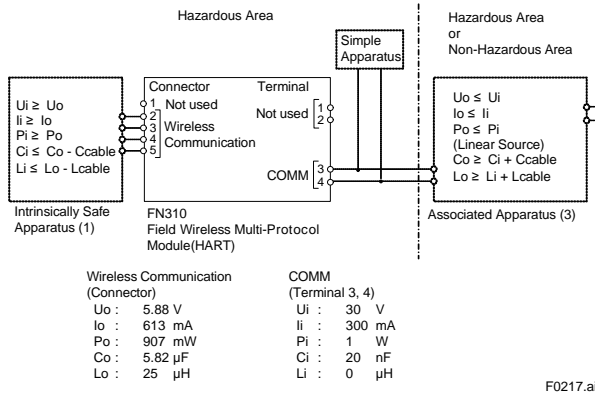 Hazardous Area
Hazardous Area
or
Non-Hazardous Area
Simple
Apparatus
Ui ≥ Uo
Ii ≥ Io
Pi ≥ Po
Ci ≤ Co - Ccable
Li ≤ Lo - Lcable
Intrinsically Safe
Apparatus (1)
Connector
1 Not used
2
3
4
5
Wireless
Communication
Terminal
Not used
1
2
COMM
3
4
FN310
Field Wireless Multi-Protocol
Module(HART)
Uo ≤ Ui
Io ≤ Ii
Po ≤ Pi
(Linear Source)
Co ≥ Ci + Ccable
Lo ≥ Li + Lcable
Associated Apparatus (3)
Wireless Communication
(Connector)
Uo : 5.88 V
Io : 613 mA
Po : 907 mW
Co : 5.82 µF
Lo : 25 µH
COMM
(Terminal 3, 4)
Ui : 30 V
Ii : 300 mA
Pi : 1 W
Ci : 20 nF
Li : 0 µH
F0217.ai